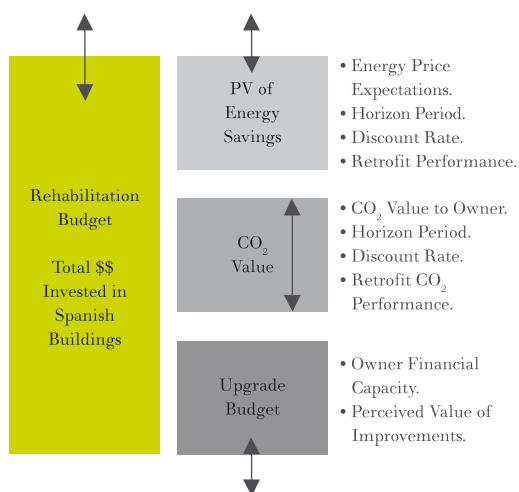 Rehabilitation
Budget
Total $$
Invested in
Spanish
Buildings
PV of
Energy
Savings
• Energy Price
Expectations.
• Horizon Period.
• Discount Rate.
• Retrofit Performance.
CO₂
Value
• CO₂ Value to Owner.
• Horizon Period.
• Discount Rate.
• Retrofit CO₂
Performance.
Upgrade
Budget
• Owner Financial
Capacity.
• Perceived Value of
Improvements.